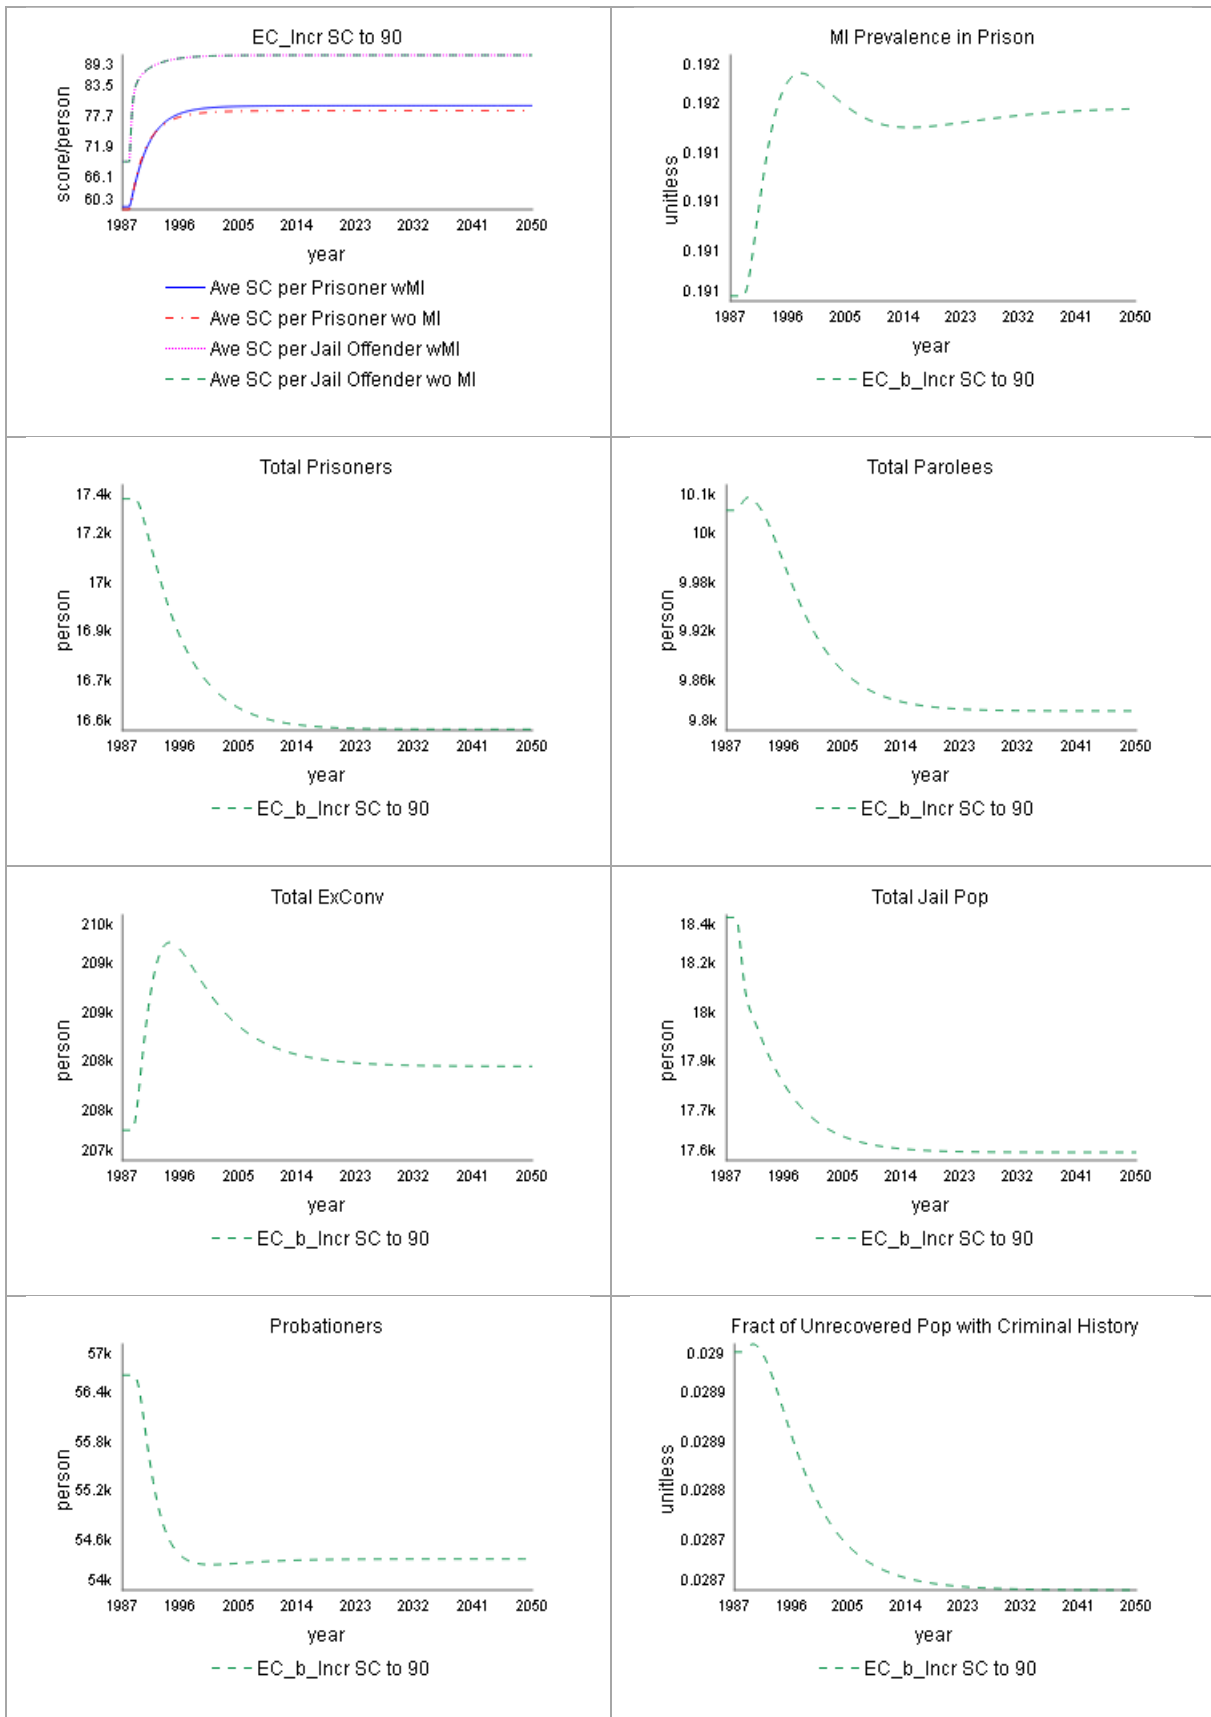 EC_Incr SC to 90
89.3
83.5
77.7
71.9
66.1
60.3
score/person
1987 1996 2005 2014 2023 2032 2041 2050
year
Ave SC per Prisoner wMI
Ave SC per Prisoner wo MI
Ave SC per Jail Offender wMI
Ave SC per Jail Offender wo MI
MI Prevalence in Prison
0.192
0.192
0.191
0.191
0.191
0.191
unitless
1987 1996 2005 2014 2023 2032 2041 2050
year
EC_b_Incr SC to 90
Total Prisoners
17.4k
17.2k
17k
16.9k
16.7k
16.6k
person
1987 1996 2005 2014 2023 2032 2041 2050
year
EC_b_Incr SC to 90
Total Parolees
10.1k
10k
9.98k
9.92k
9.86k
9.8k
person
1987 1996 2005 2014 2023 2032 2041 2050
year
EC_b_Incr SC to 90
Total ExConv
210k
209k
209k
208k
208k
207k
person
1987 1996 2005 2014 2023 2032 2041 2050
year
EC_b_Incr SC to 90
Total Jail Pop
18.4k
18.2k
18k
17.9k
17.7k
17.6k
person
1987 1996 2005 2014 2023 2032 2041 2050
year
EC_b_Incr SC to 90
Probationers
57k
56.4k
55.8k
55.2k
54.6k
54k
person
1987 1996 2005 2014 2023 2032 2041 2050
year
EC_b_Incr SC to 90
Fract of Unrecovered Pop with Criminal History
0.029
0.0289
0.0289
0.0288
0.0287
0.0287
unitless
1987 1996 2005 2014 2023 2032 2041 2050
year
EC_b_Incr SC to 90